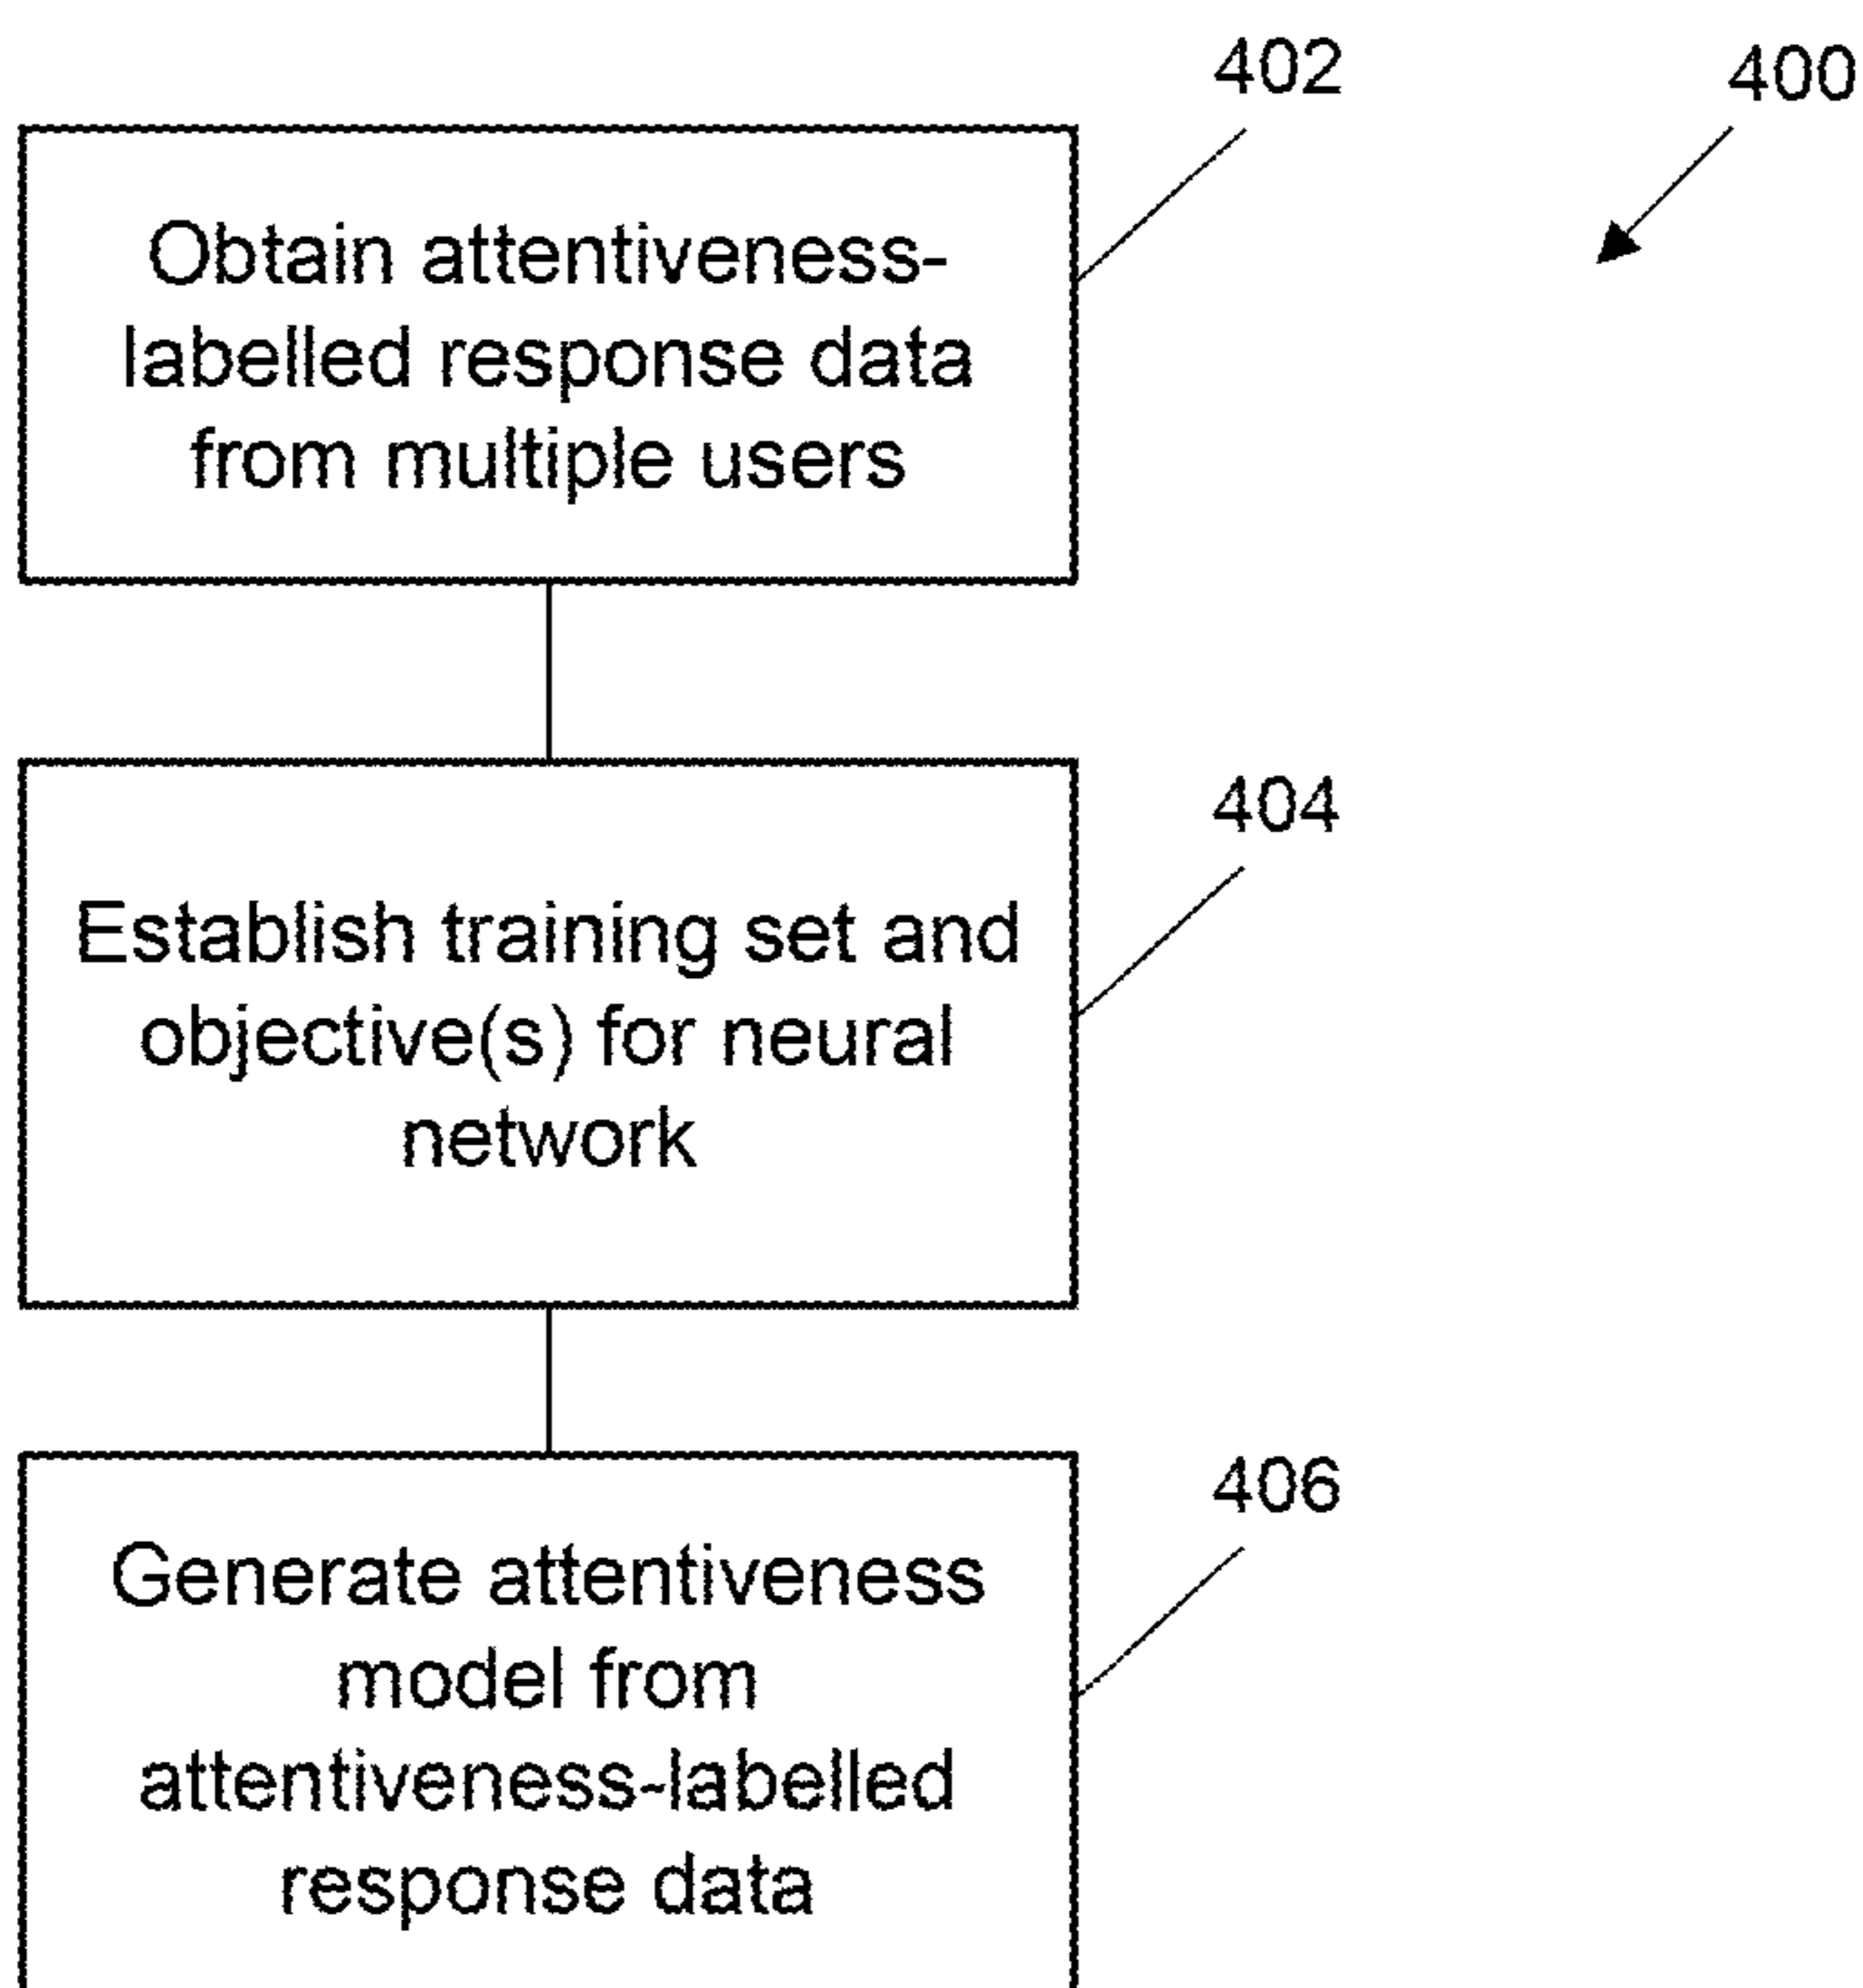 402
400
Obtain attentiveness-
labelled response data
from multiple users
404
Establish training set and
objective(s) for neural
network
406
Generate attentiveness
model from
attentiveness-labelled
response data